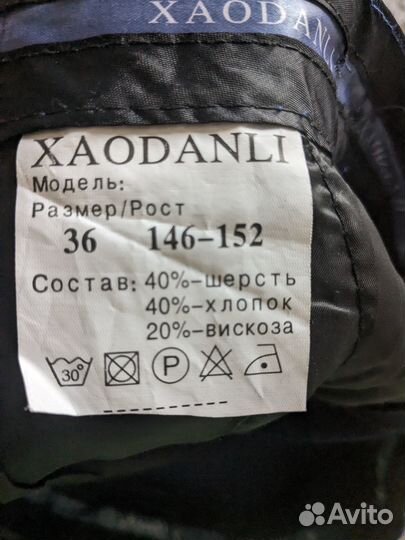 XAODANLI
XAODANLI
Модель:
Размер/Рост
36 146-152
Состав: 40%-шерсть
40%-хлопок
20%-вискоза
30°
P
Avito